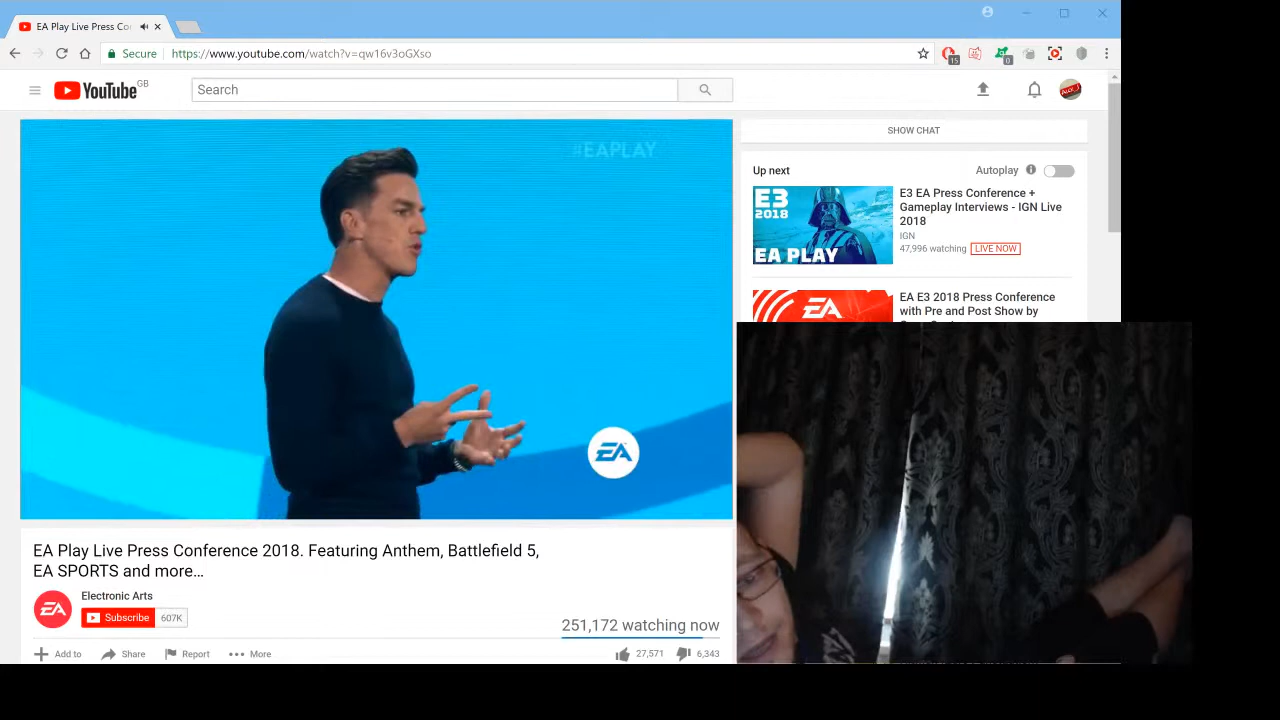 EA Play Live Press Co
Secure
https://www.youtube.com/watch?v=qw16v3oGXso
15
0
YouTube GB
Search
#EAPLAY
EA
SHOW CHAT
Up next
Autoplay
E3
2018
EA PLAY
E3 EA Press Conference +
Gameplay Interviews - IGN Live
2018
IGN
47,996 watching LIVE NOW
EA
EA E3 2018 Press Conference
with Pre and Post Show by
EA Play Live Press Conference 2018. Featuring Anthem, Battlefield 5,
EA SPORTS and more...
EA
Electronic Arts
Subscribe 607K
251,172 watching now
Add to
Share
Report
More
27,571
6,343